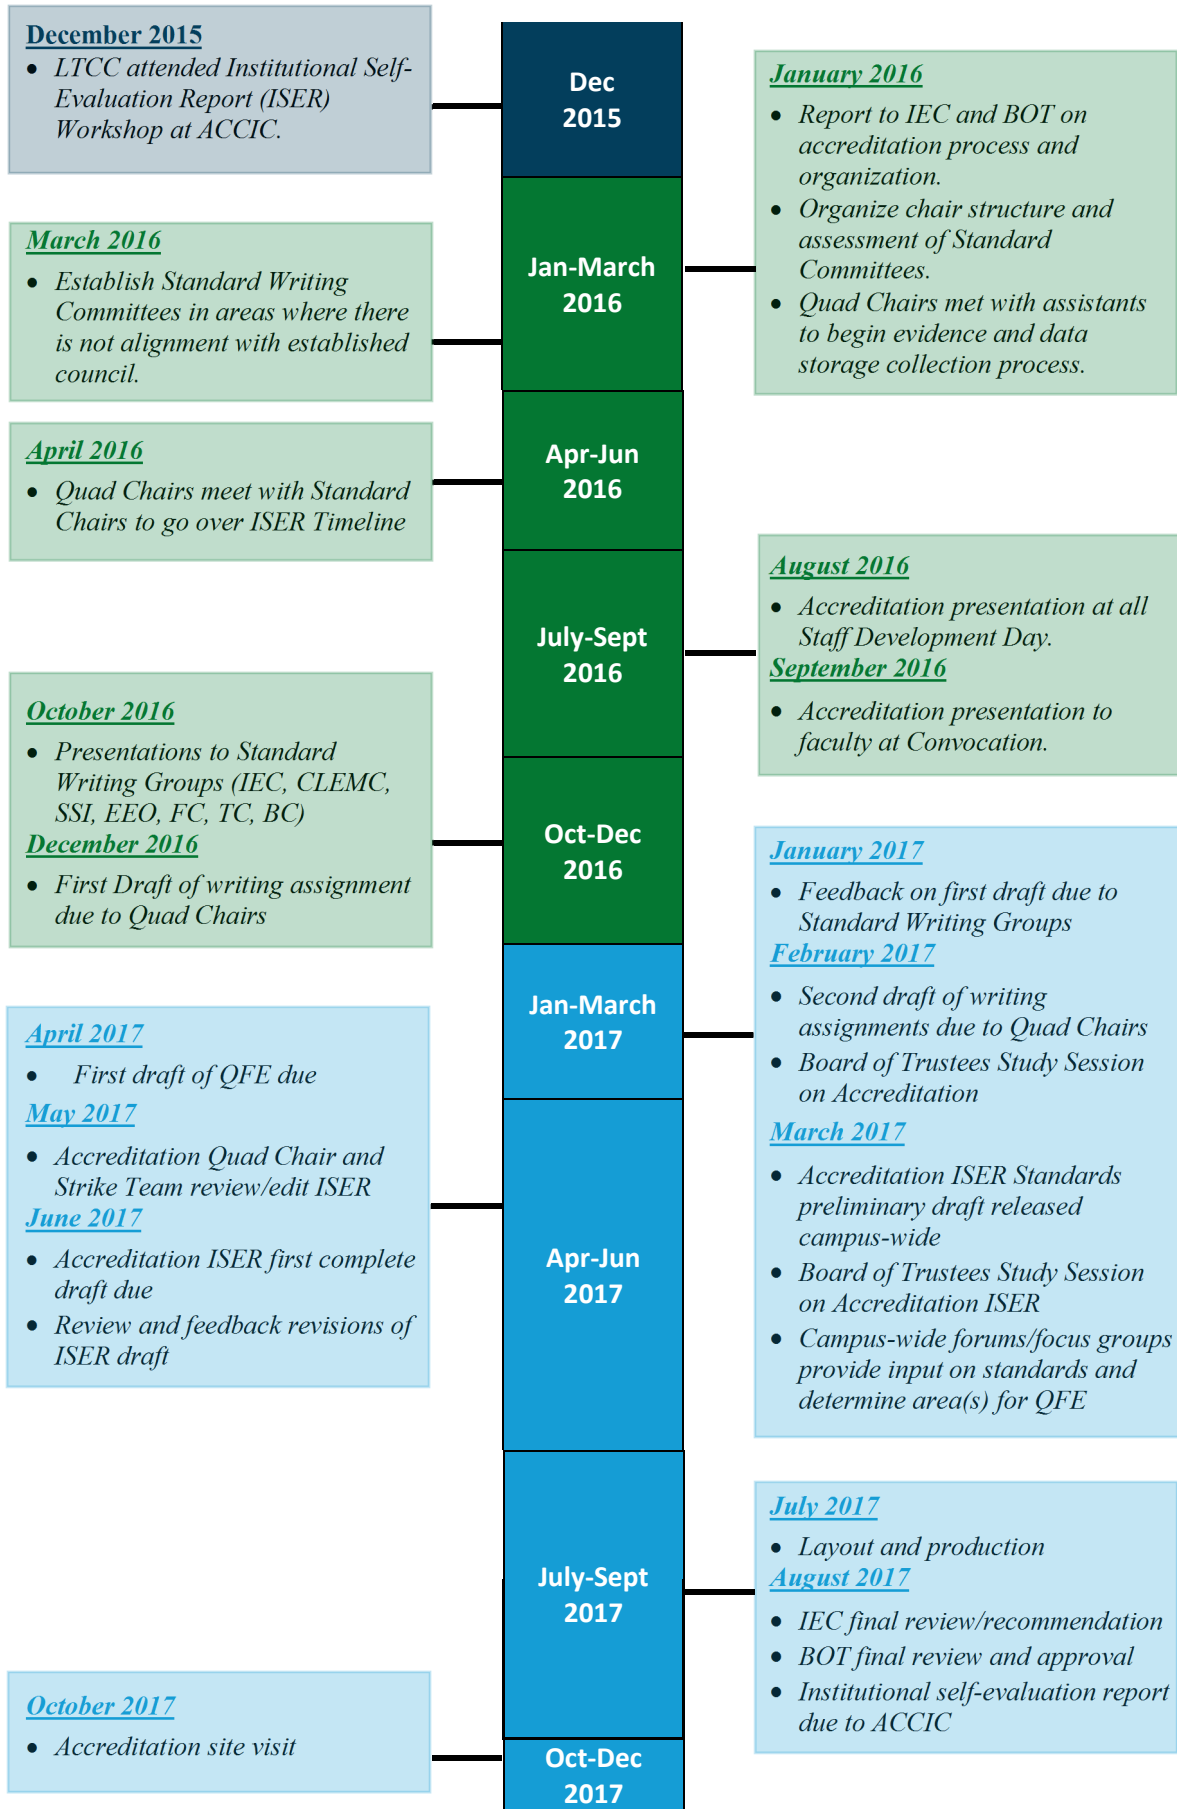 December 2015
• LTCC attended Institutional Self-
Evaluation Report (ISER)
Workshop at ACCIC.
Dec
2015
January 2016
• Report to IEC and BOT on
accreditation process and
organization.
• Organize chair structure and
assessment of Standard
Committees.
• Quad Chairs met with assistants
to begin evidence and data
storage collection process.
March 2016
• Establish Standard Writing
Committees in areas where there
is not alignment with established
council.
Jan-March
2016
April 2016
• Quad Chairs meet with Standard
Chairs to go over ISER Timeline
Apr-Jun
2016
July-Sept
2016
August 2016
• Accreditation presentation at all
Staff Development Day.
September 2016
• Accreditation presentation to
faculty at Convocation.
October 2016
• Presentations to Standard
Writing Groups (IEC, CLEMC,
SSI, EEO, FC, TC, BC)
December 2016
• First Draft of writing assignment
due to Quad Chairs
Oct-Dec
2016
January 2017
• Feedback on first draft due to
Standard Writing Groups
February 2017
• Second draft of writing
assignments due to Quad Chairs
• Board of Trustees Study Session
on Accreditation
March 2017
• Accreditation ISER Standards
preliminary draft released
campus-wide
• Board of Trustees Study Session
on Accreditation ISER
• Campus-wide forums/focus groups
provide input on standards and
determine area(s) for QFE
Jan-March
2017
April 2017
• First draft of QFE due
May 2017
• Accreditation Quad Chair and
Strike Team review/edit ISER
June 2017
• Accreditation ISER first complete
draft due
• Review and feedback revisions of
ISER draft
Apr-Jun
2017
July-Sept
2017
July 2017
• Layout and production
August 2017
• IEC final review/recommendation
• BOT final review and approval
• Institutional self-evaluation report
due to ACCIC
October 2017
• Accreditation site visit
Oct-Dec
2017